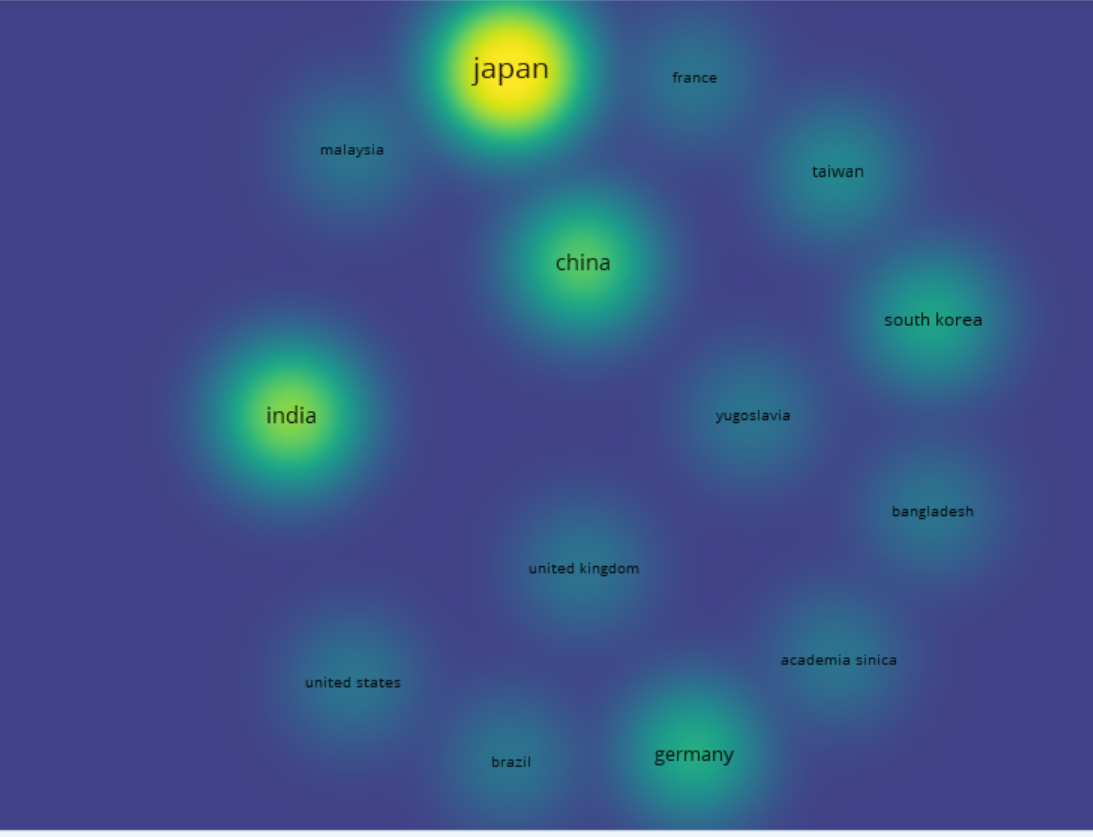 japan
france
malaysia
taiwan
china
south korea
india
yugoslavia
bangladesh
united kingdom
academia sinica
united states
germany
brazil